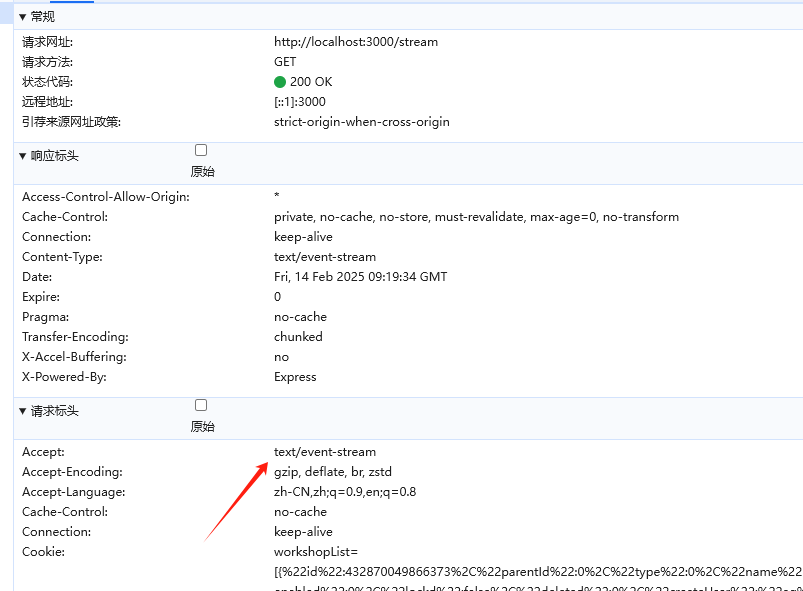 ▼ 常规
请求网址: http://localhost:3000/stream
请求方法: GET
状态代码: 200 OK
远程地址: [::1]:3000
引荐来源网址政策: strict-origin-when-cross-origin
▼ 响应标头
原始
Access-Control-Allow-Origin: *
Cache-Control: private, no-cache, no-store, must-revalidate, max-age=0, no-transform
Connection: keep-alive
Content-Type: text/event-stream
Date: Fri, 14 Feb 2025 09:19:34 GMT
Expire: 0
Pragma: no-cache
Transfer-Encoding: chunked
X-Accel-Buffering: no
X-Powered-By: Express
▼ 请求标头
原始
Accept: text/event-stream
Accept-Encoding: gzip, deflate, br, zstd
Accept-Language: zh-CN,zh;q=0.9,en;q=0.8
Cache-Control: no-cache
Connection: keep-alive
Cookie: workshopList=
[{%22id%22:432870049866373%2C%22parentId%22:0%2C%22type%22:0%2C%22name%22